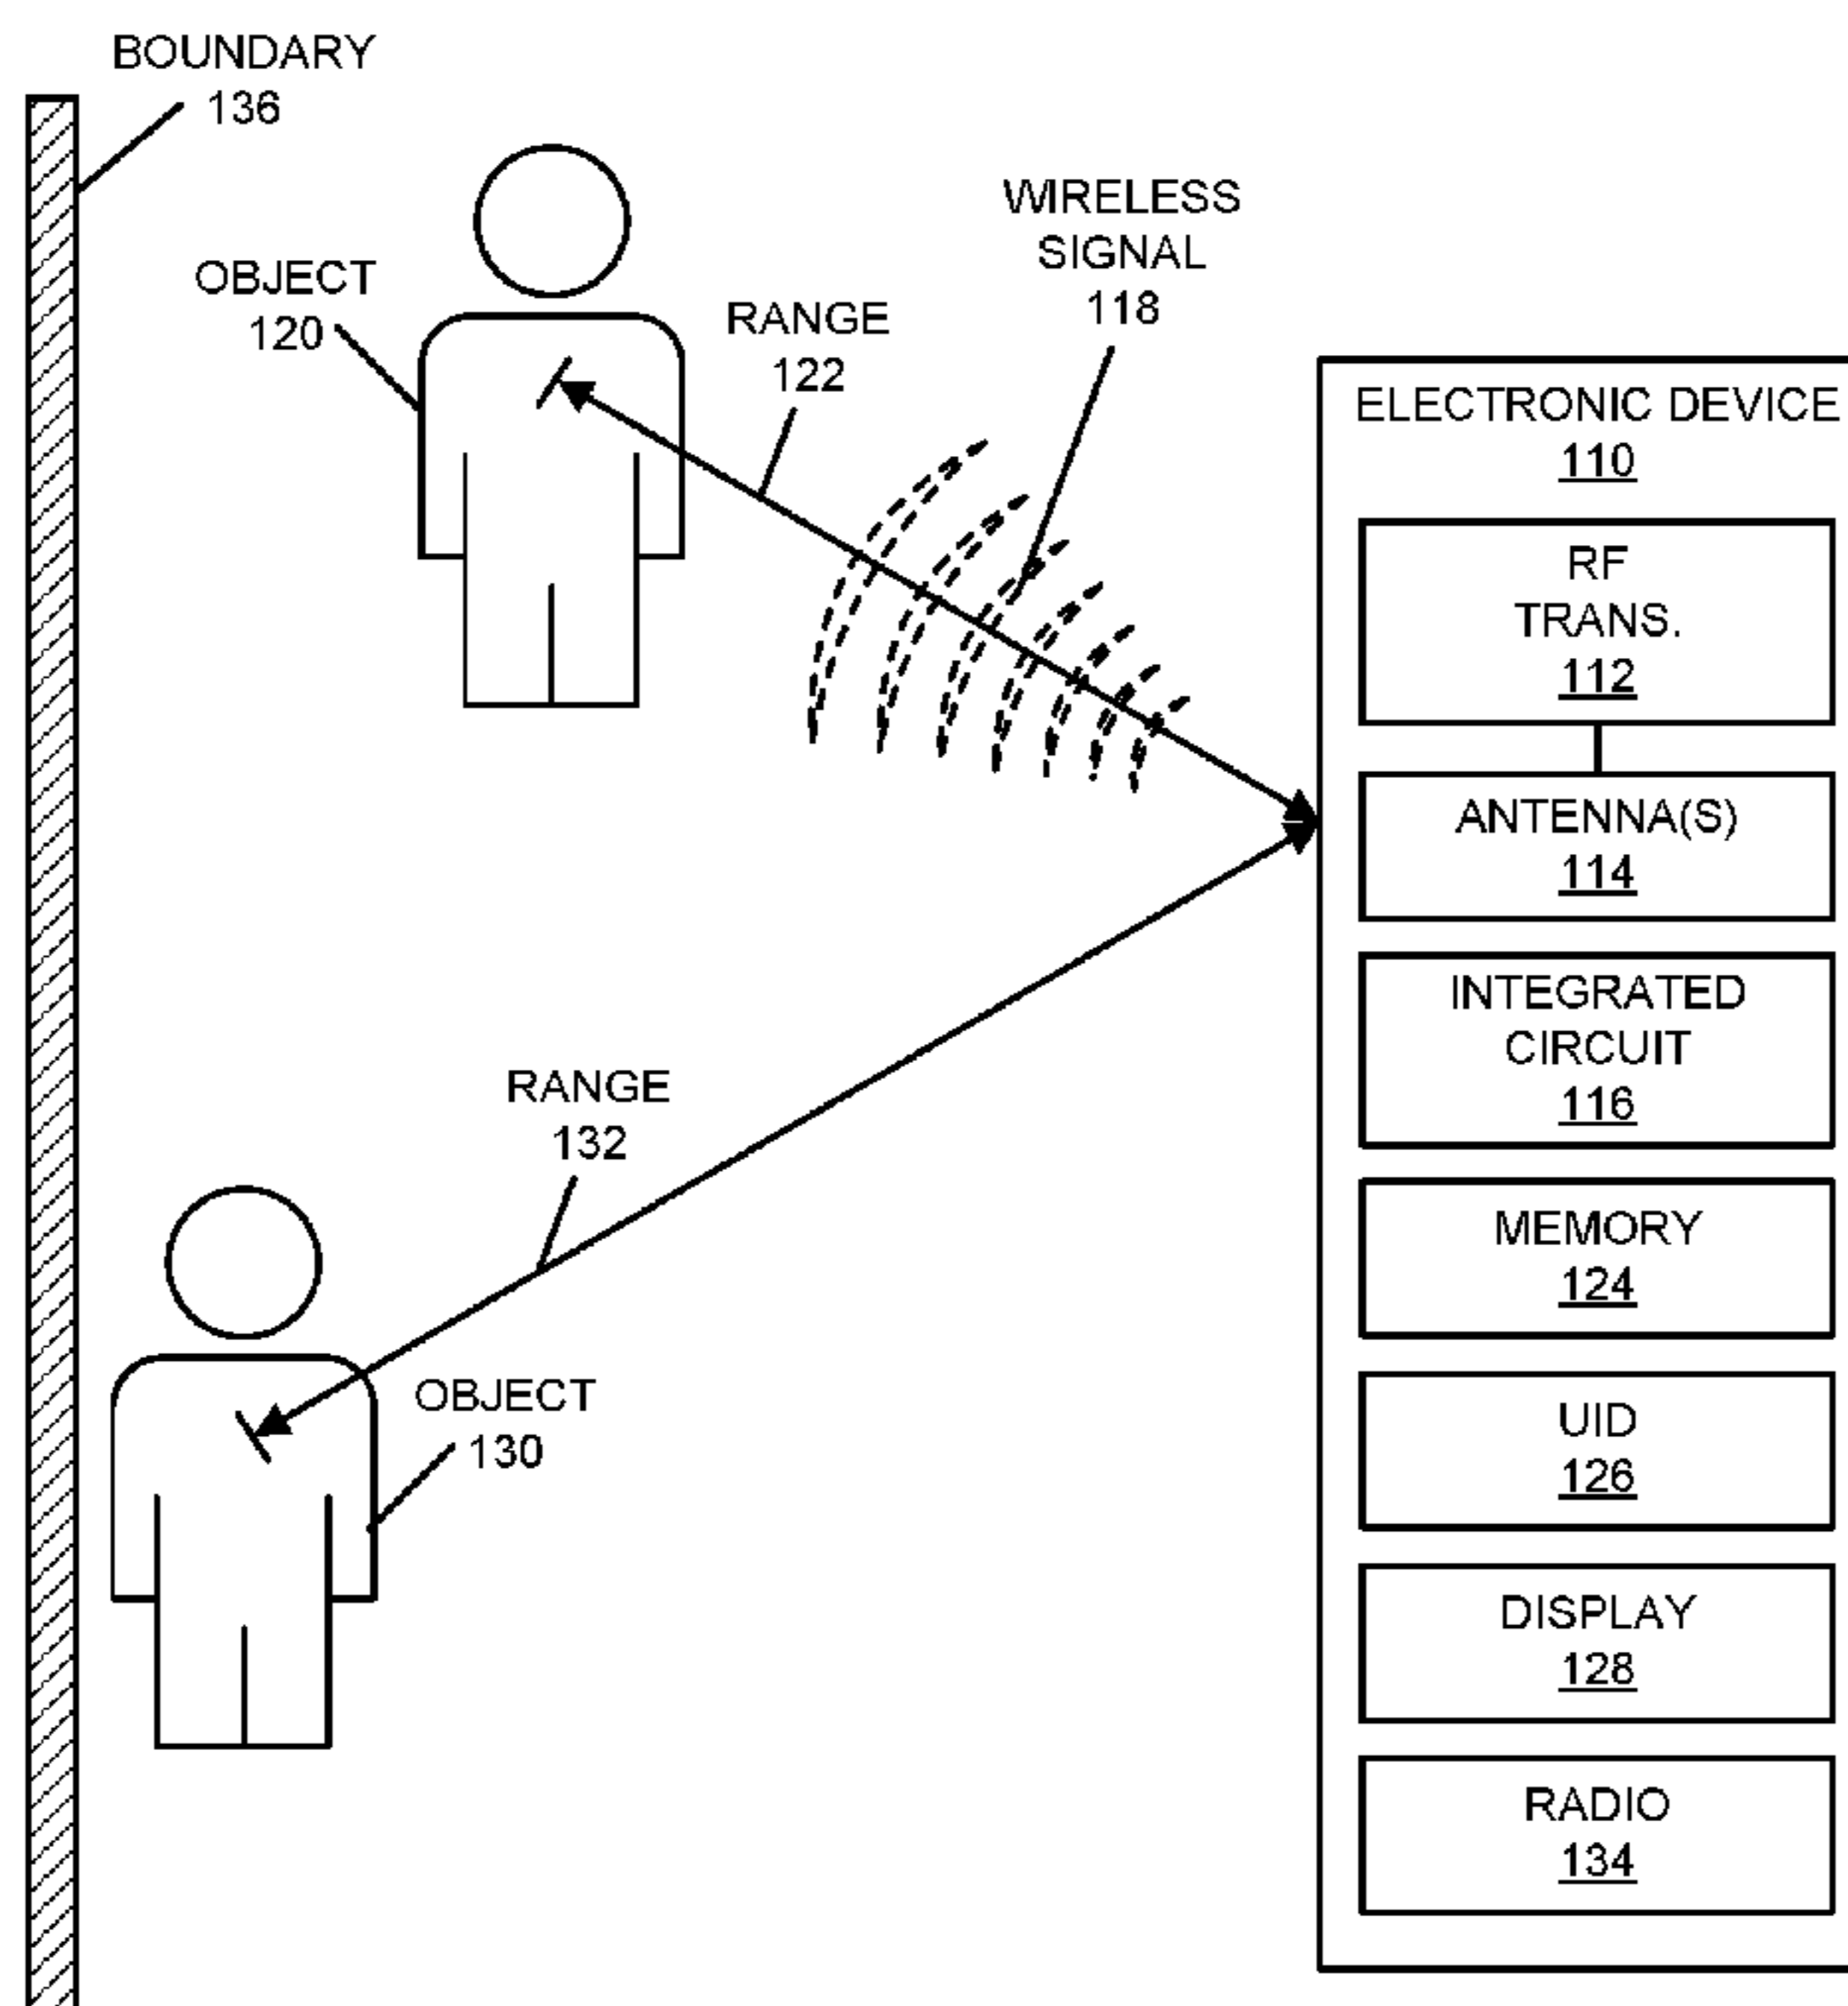 BOUNDARY
136
OBJECT
120
RANGE
122
WIRELESS
SIGNAL
118
ELECTRONIC DEVICE
110
RF
TRANS.
112
ANTENNA(S)
114
INTEGRATED
CIRCUIT
116
MEMORY
124
UID
126
DISPLAY
128
RADIO
134
RANGE
132
OBJECT
130